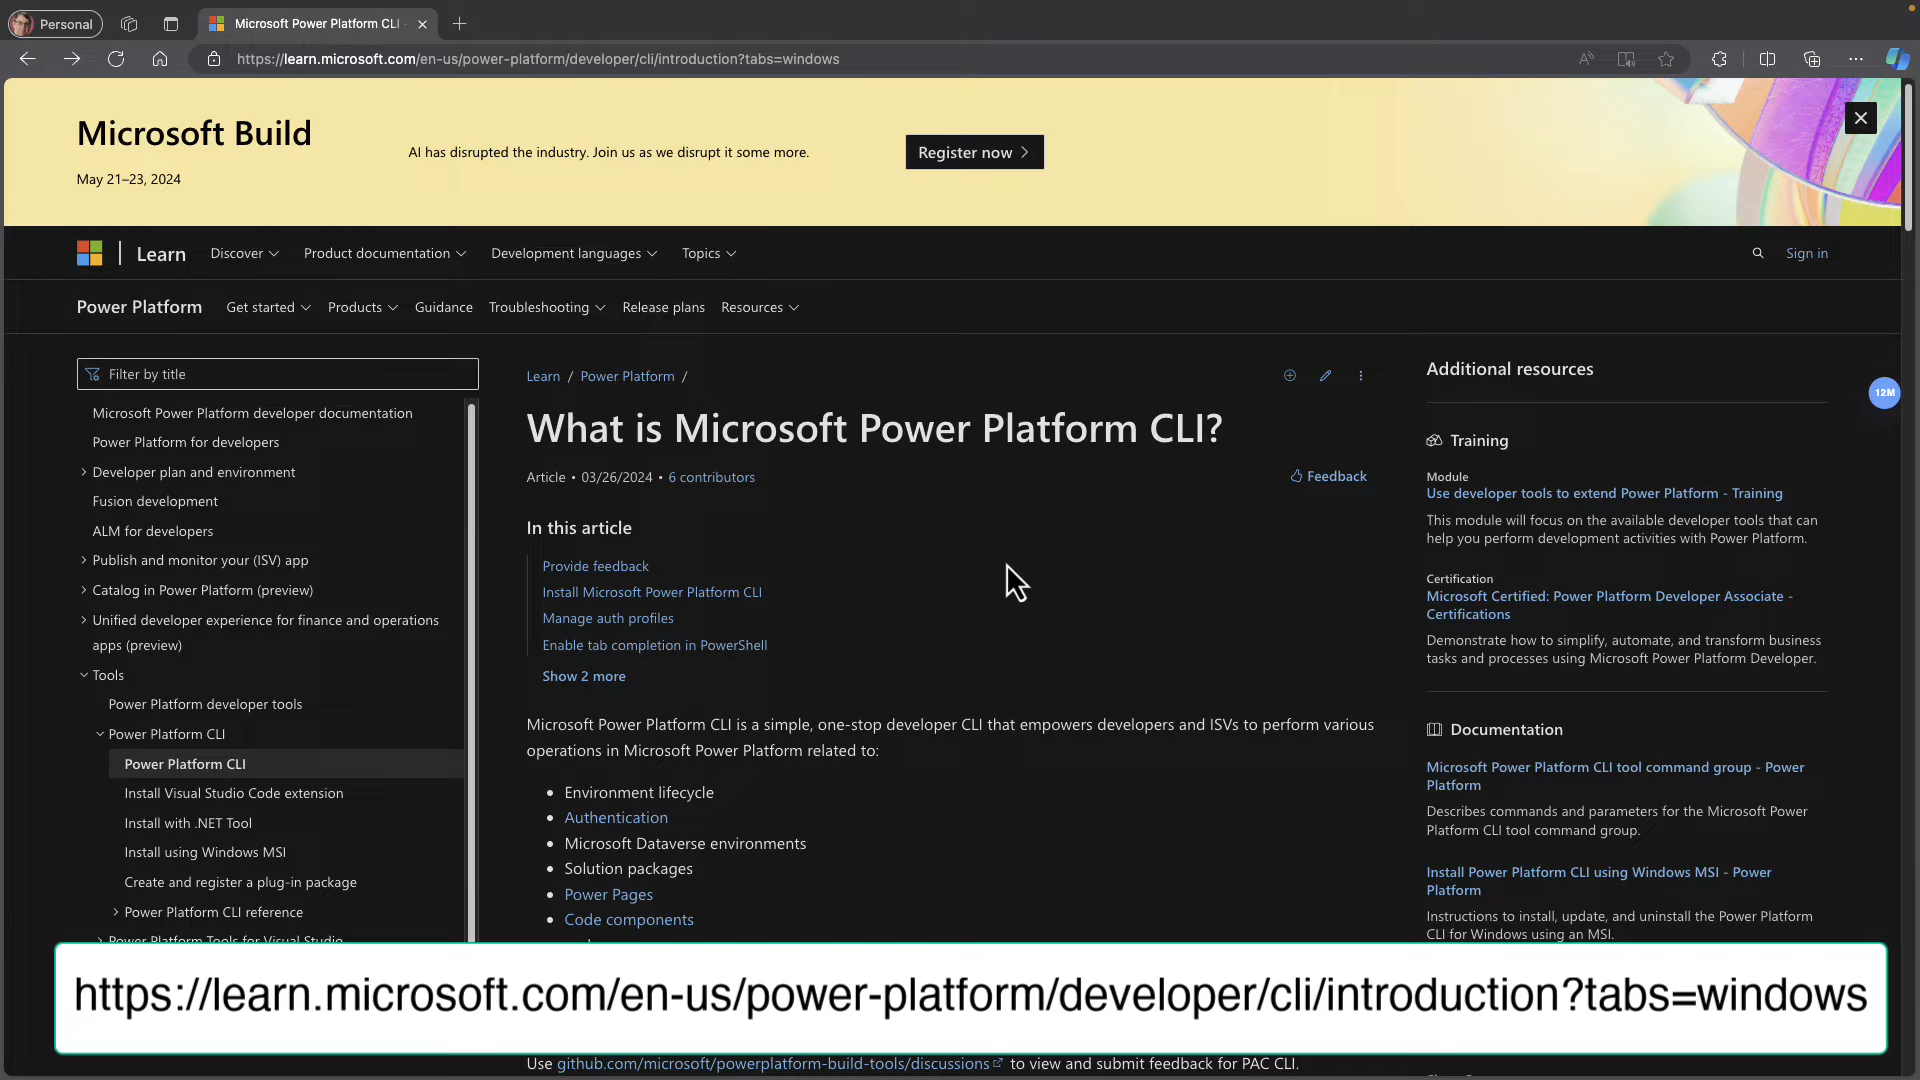 Personal
Microsoft Power Platform CLI -
https://learn.microsoft.com/en-us/power-platform/developer/cli/introduction?tabs=windows
Microsoft Build
May 21–23, 2024
AI has disrupted the industry. Join us as we disrupt it some more.
Register now
Learn
Discover
Product documentation
Development languages
Topics
Sign in
Power Platform
Get started
Products
Guidance
Troubleshooting
Release plans
Resources
Filter by title
Microsoft Power Platform developer documentation
Power Platform for developers
Developer plan and environment
Fusion development
ALM for developers
Publish and monitor your (ISV) app
Catalog in Power Platform (preview)
Unified developer experience for finance and operations
apps (preview)
Tools
Power Platform developer tools
Power Platform CLI
Power Platform CLI
Install Visual Studio Code extension
Install with .NET Tool
Install using Windows MSI
Create and register a plug-in package
Power Platform CLI reference
Power Platform Tools for Visual Studio
Learn / Power Platform /
What is Microsoft Power Platform CLI?
Article • 03/26/2024 • 6 contributors
Feedback
In this article
Provide feedback
Install Microsoft Power Platform CLI
Manage auth profiles
Enable tab completion in PowerShell
Show 2 more
Microsoft Power Platform CLI is a simple, one-stop developer CLI that empowers developers and ISVs to perform various
operations in Microsoft Power Platform related to:
• Environment lifecycle
• Authentication
• Microsoft Dataverse environments
• Solution packages
• Power Pages
• Code components
Additional resources
12M
Training
Module
Use developer tools to extend Power Platform - Training
This module will focus on the available developer tools that can
help you perform development activities with Power Platform.
Certification
Microsoft Certified: Power Platform Developer Associate -
Certifications
Demonstrate how to simplify, automate, and transform business
tasks and processes using Microsoft Power Platform Developer.
Documentation
Microsoft Power Platform CLI tool command group - Power
Platform
Describes commands and parameters for the Microsoft Power
Platform CLI tool command group.
Install Power Platform CLI using Windows MSI - Power
Platform
Instructions to install, update, and uninstall the Power Platform
CLI for Windows using an MSI.
https://learn.microsoft.com/en-us/power-platform/developer/cli/introduction?tabs=windows
Use github.com/microsoft/powerplatform-build-tools/discussions to view and submit feedback for PAC CLI.